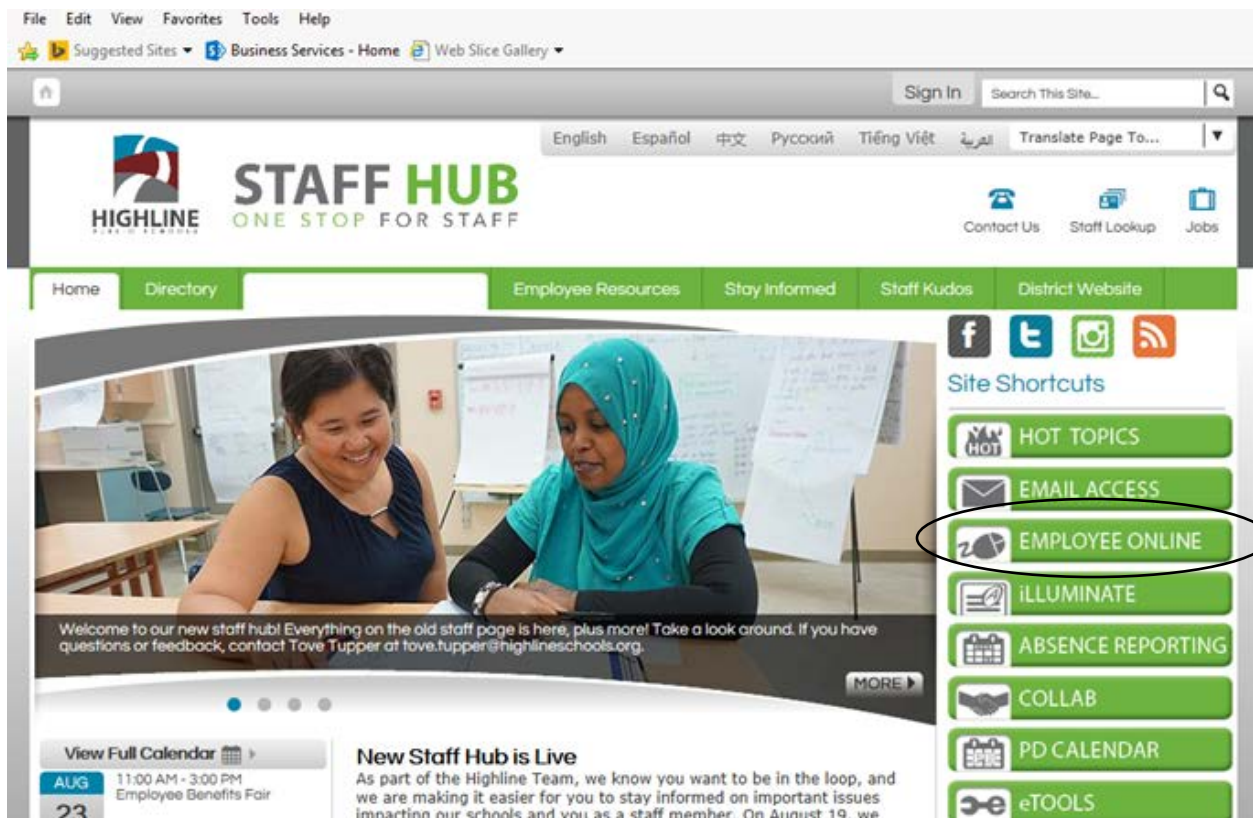 File Edit View Favorites Tools Help
Suggested Sites Business Services - Home Web Slice Gallery
Sign In Search This Site...
English Español 中文 Русский Tiếng Việt العربية Translate Page To...
HIGHLINE
PUBLIC SCHOOLS
STAFF HUB
ONE STOP FOR STAFF
Contact Us Staff Lookup Jobs
Home Directory Employee Resources Stay Informed Staff Kudos District Website
Site Shortcuts
HOT HOT TOPICS
EMAIL ACCESS
EMPLOYEE ONLINE
iLLUMINATE
ABSENCE REPORTING
COLLAB
PD CALENDAR
eTOOLS
Welcome to our new staff hub! Everything on the old staff page is here, plus more! Take a look around. If you have
questions or feedback, contact Tove Tupper at tove.tupper@highlineschools.org.
MORE
View Full Calendar
AUG
23
11:00 AM - 3:00 PM
Employee Benefits Fair
New Staff Hub is Live
As part of the Highline Team, we know you want to be in the loop, and
we are making it easier for you to stay informed on important issues
impacting our schools and you as a staff member. On August 19, we